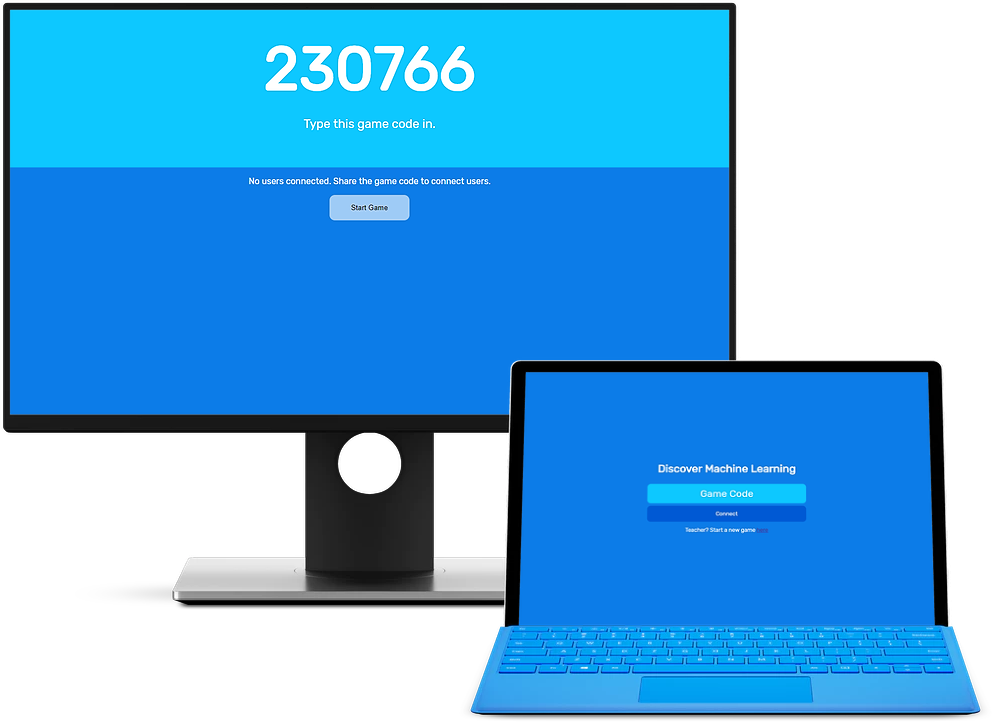 230766
Type this game code in.
No users connected. Share the game code to connect users.
Start Game
Discover Machine Learning
Game Code
Connect
Teacher? Start a new game here